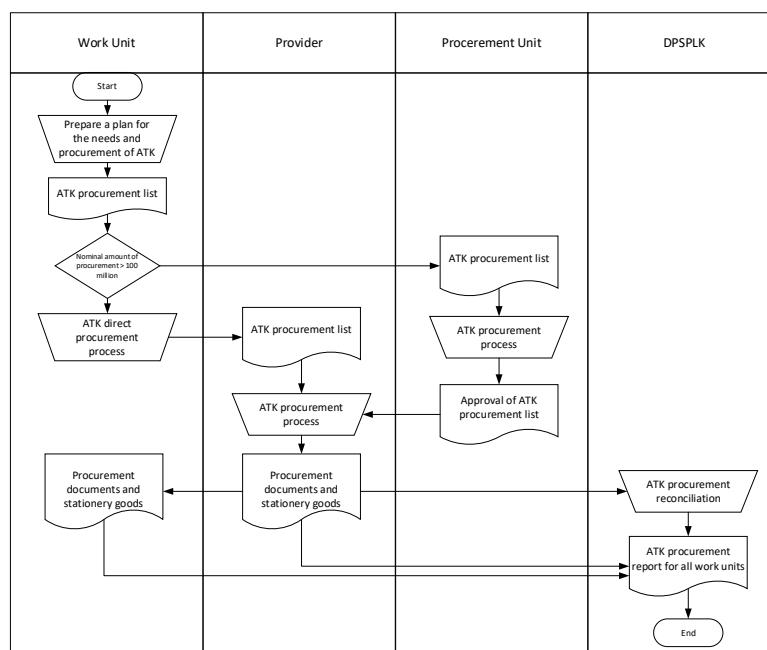 Work Unit
Provider
Procerement Unit
DPSPLK
Start
Prepare a plan for
the needs and
procurement of ATK
ATK procurement list
Nominal amount of
procurement > 100
million
ATK procurement list
ATK direct
procurement
process
ATK procurement list
ATK procurement
process
ATK procurement
process
Approval of ATK
procurement list
Procurement
documents and
stationery goods
Procurement
documents and
stationery goods
ATK procurement
reconciliation
ATK procurement
report for all work units
End